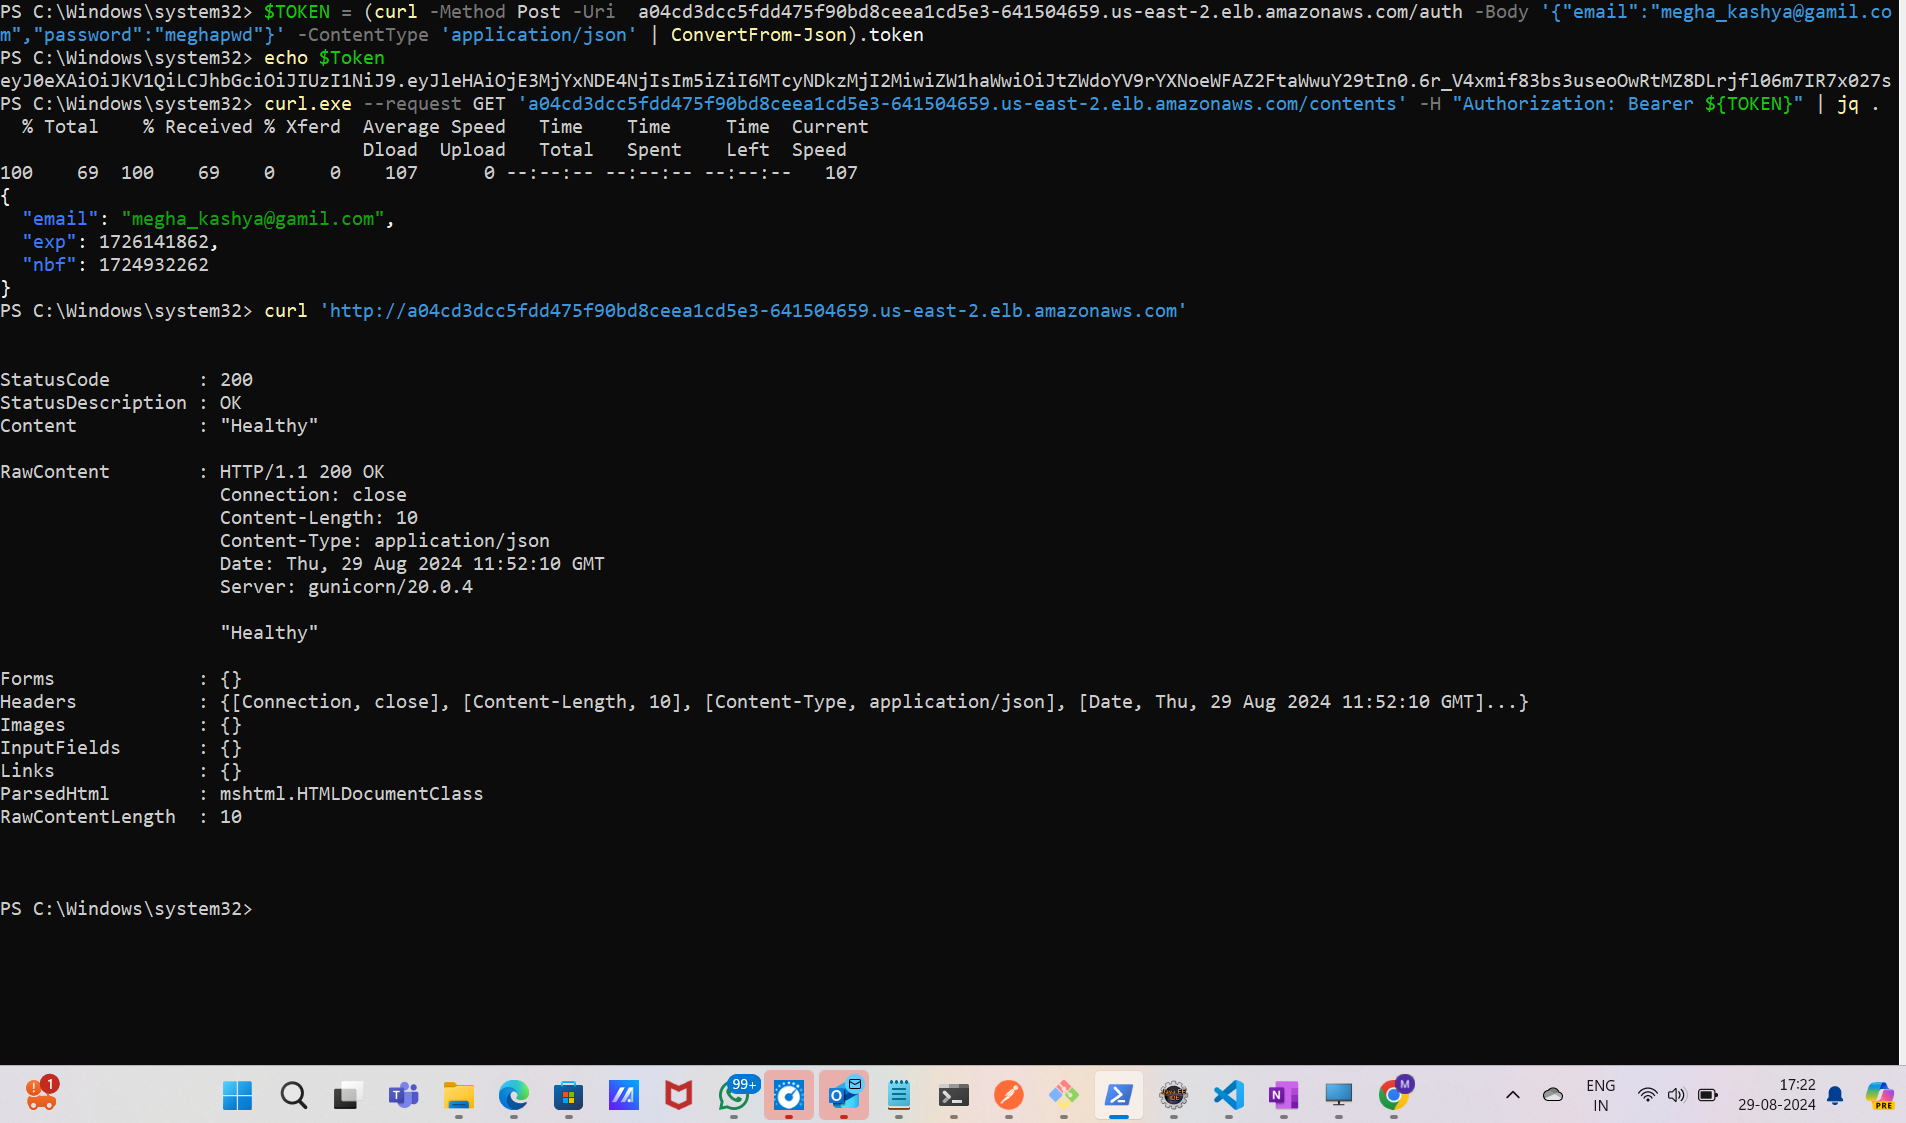 PS C:\Windows\system32> $TOKEN = (curl -Method Post -Uri  a04cd3dcc5fdd475f90bd8ceea1cd5e3-641504659.us-east-2.elb.amazonaws.com/auth -Body '{"email":"megha_kashya@gamil.co
m","password":"meghapwd"}' -ContentType 'application/json' | ConvertFrom-Json).token
PS C:\Windows\system32> echo $Token
eyJ0eXAiOiJKV1QiLCJhbGciOiJIUzI1NiJ9.eyJleHAiOjE3MjYxNDE4NjIsIm5iZiI6MTcyNDkzMjI2MiwiZW1haWwiOiJtZWdoYV9rYXNoeWFAZ2FtaWwuY29tIn0.6r_V4xmif83bs3useoOwRtMZ8DLrjfl06m7IR7x027s
PS C:\Windows\system32> curl.exe --request GET 'a04cd3dcc5fdd475f90bd8ceea1cd5e3-641504659.us-east-2.elb.amazonaws.com/contents' -H "Authorization: Bearer ${TOKEN}" | jq .
  % Total    % Received % Xferd  Average Speed   Time    Time     Time  Current
                                 Dload  Upload   Total   Spent    Left  Speed
100    69  100    69    0     0    107      0 --:--:-- --:--:-- --:--:--   107
{
  "email": "megha_kashya@gamil.com",
  "exp": 1726141862,
  "nbf": 1724932262
}
PS C:\Windows\system32> curl 'http://a04cd3dcc5fdd475f90bd8ceea1cd5e3-641504659.us-east-2.elb.amazonaws.com'
StatusCode        : 200
StatusDescription : OK
Content           : "Healthy"
RawContent        : HTTP/1.1 200 OK
                    Connection: close
                    Content-Length: 10
                    Content-Type: application/json
                    Date: Thu, 29 Aug 2024 11:52:10 GMT
                    Server: gunicorn/20.0.4
                    "Healthy"
Forms             : {}
Headers           : {[Connection, close], [Content-Length, 10], [Content-Type, application/json], [Date, Thu, 29 Aug 2024 11:52:10 GMT]...}
Images            : {}
InputFields       : {}
Links             : {}
ParsedHtml        : mshtml.HTMLDocumentClass
RawContentLength  : 10
PS C:\Windows\system32>
1
99+
M
PRE
ENG
IN
17:22
29-08-2024